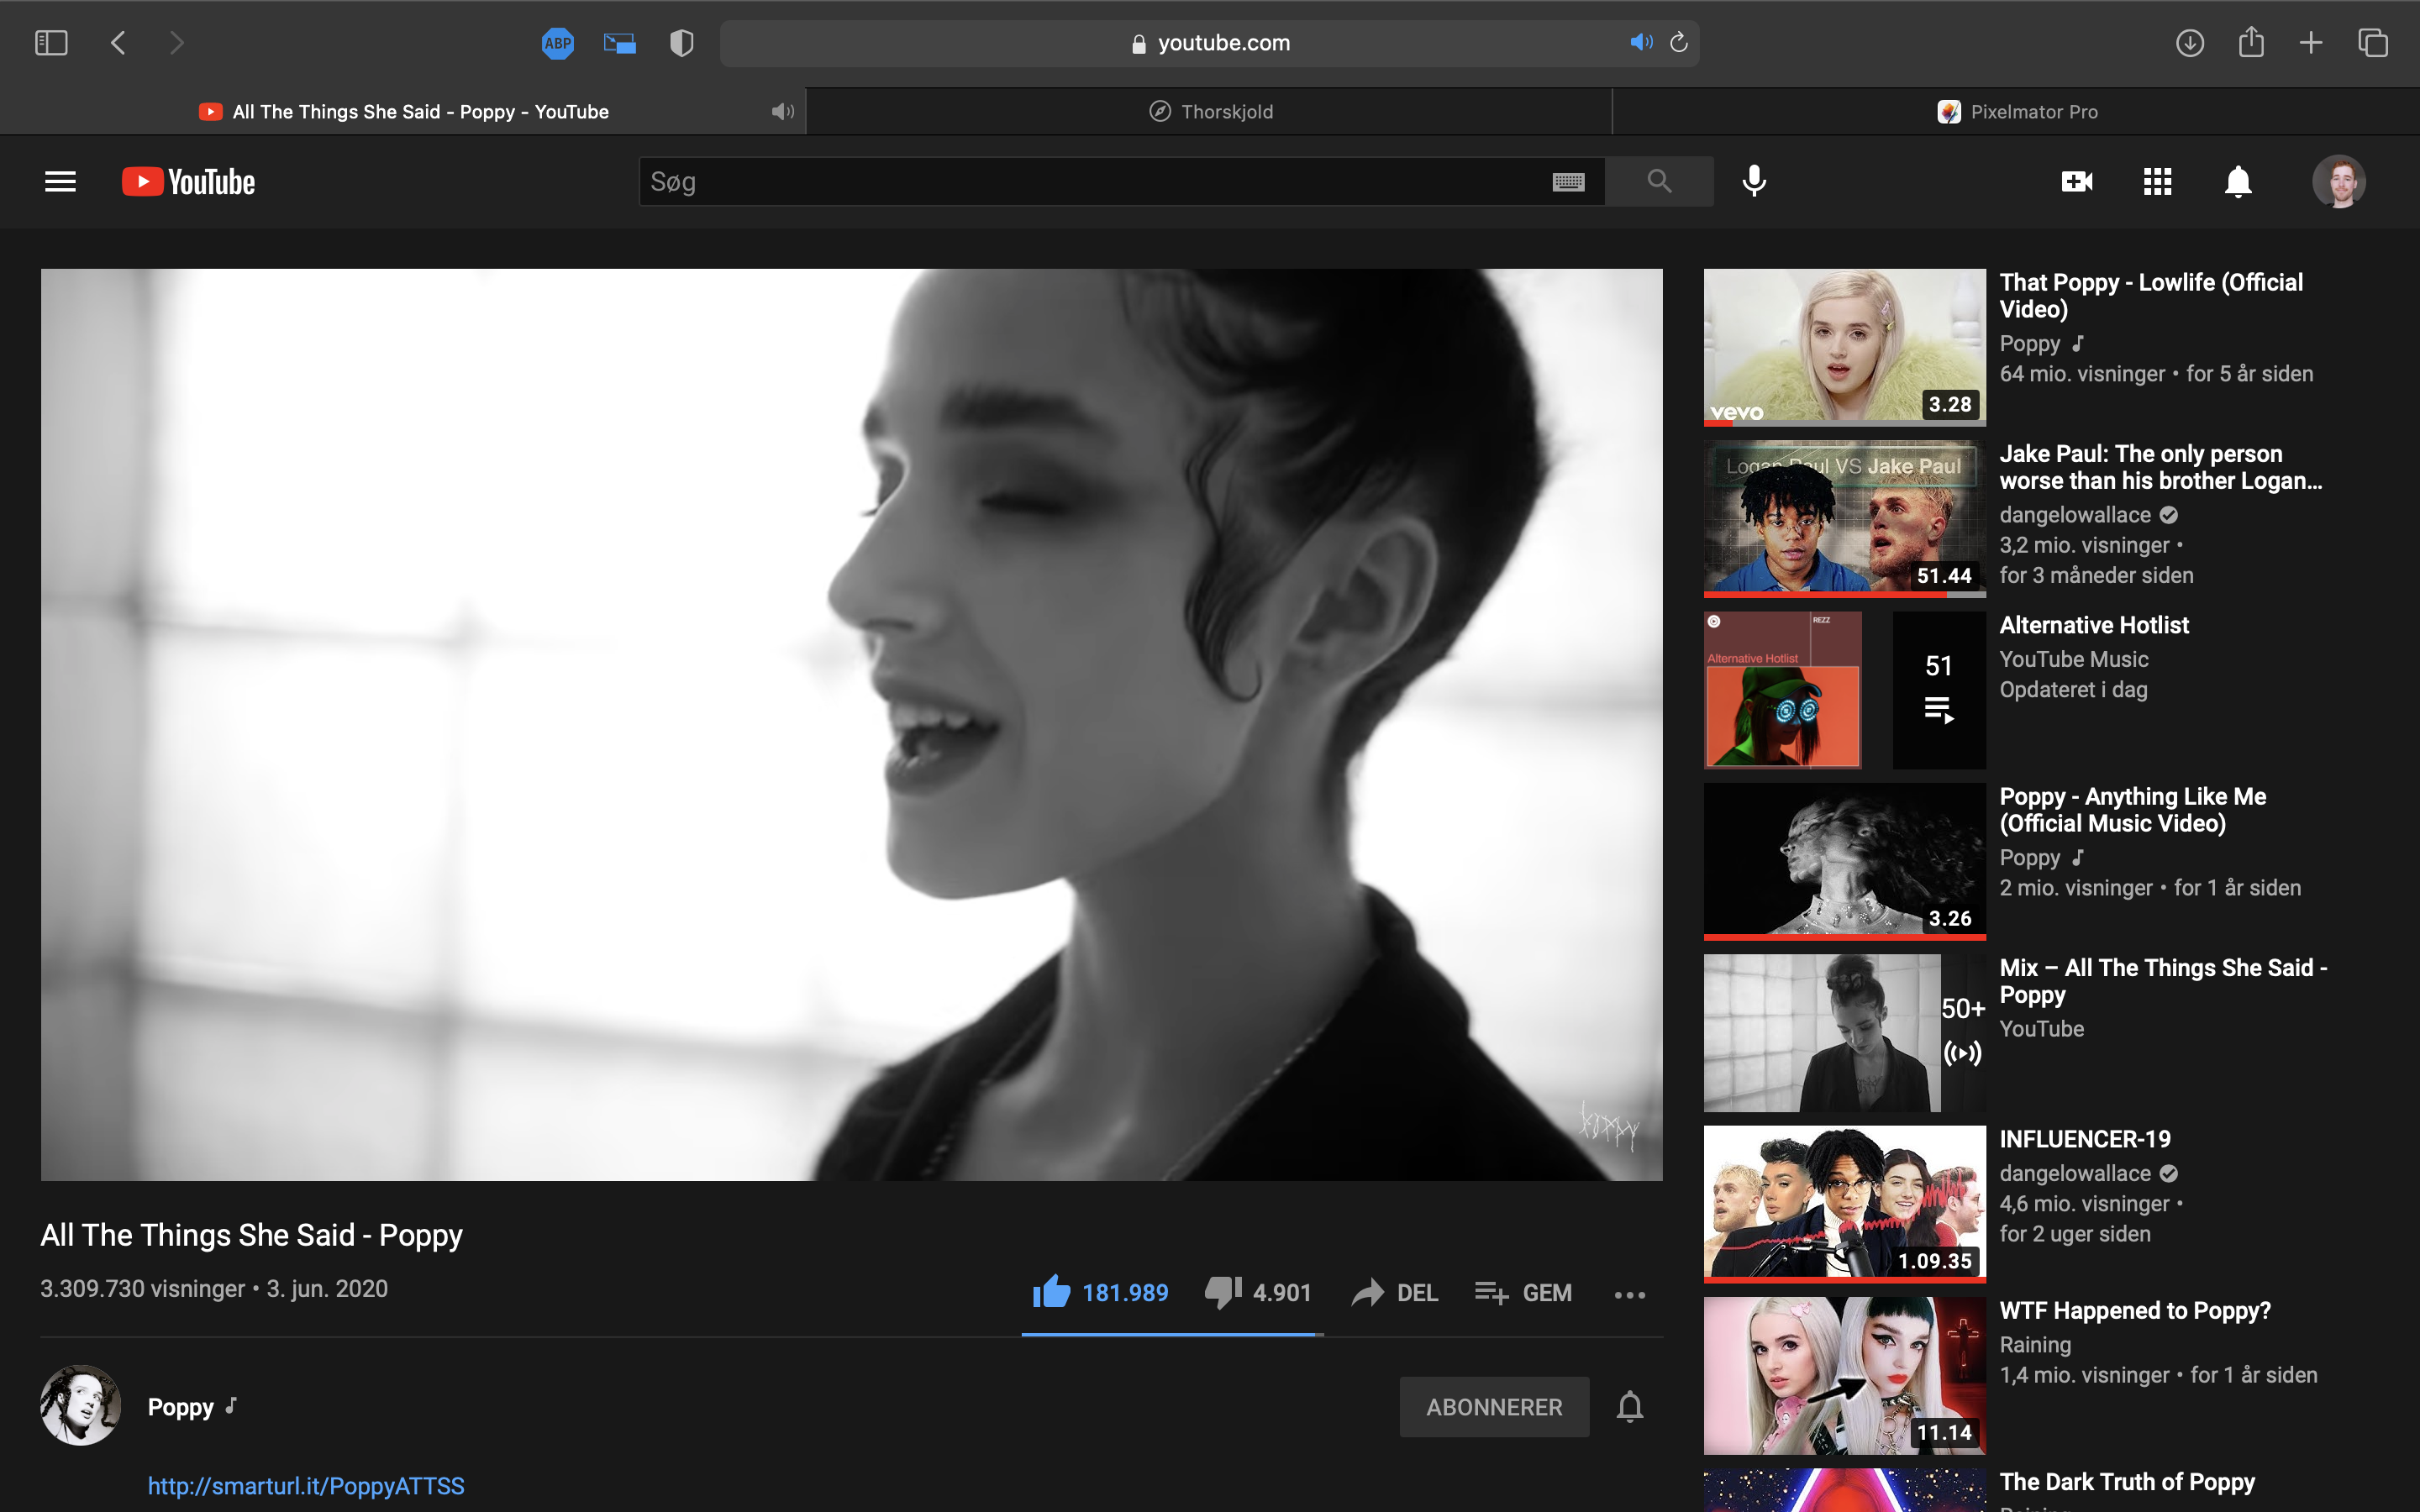 ABP
youtube.com
All The Things She Said - Poppy - YouTube
Thorskjold
Pixelmator Pro
YouTube
Søg
That Poppy - Lowlife (Official
Video)
Poppy
64 mio. visninger • for 5 år siden
vevo
3.28
Logan Paul VS Jake Paul
51.44
Jake Paul: The only person
worse than his brother Logan...
dangelowallace
3,2 mio. visninger •
for 3 måneder siden
REZZ
Alternative Hotlist
51
Alternative Hotlist
YouTube Music
Opdateret i dag
3.26
Poppy - Anything Like Me
(Official Music Video)
Poppy
2 mio. visninger • for 1 år siden
50+
Mix – All The Things She Said -
Poppy
YouTube
poppy
1.09.35
INFLUENCER-19
dangelowallace
4,6 mio. visninger •
for 2 uger siden
11.14
WTF Happened to Poppy?
Raining
1,4 mio. visninger • for 1 år siden
The Dark Truth of Poppy
All The Things She Said - Poppy
3.309.730 visninger • 3. jun. 2020
181.989
4.901
DEL
GEM
Poppy
ABONNERER
http://smarturl.it/PoppyATTSS